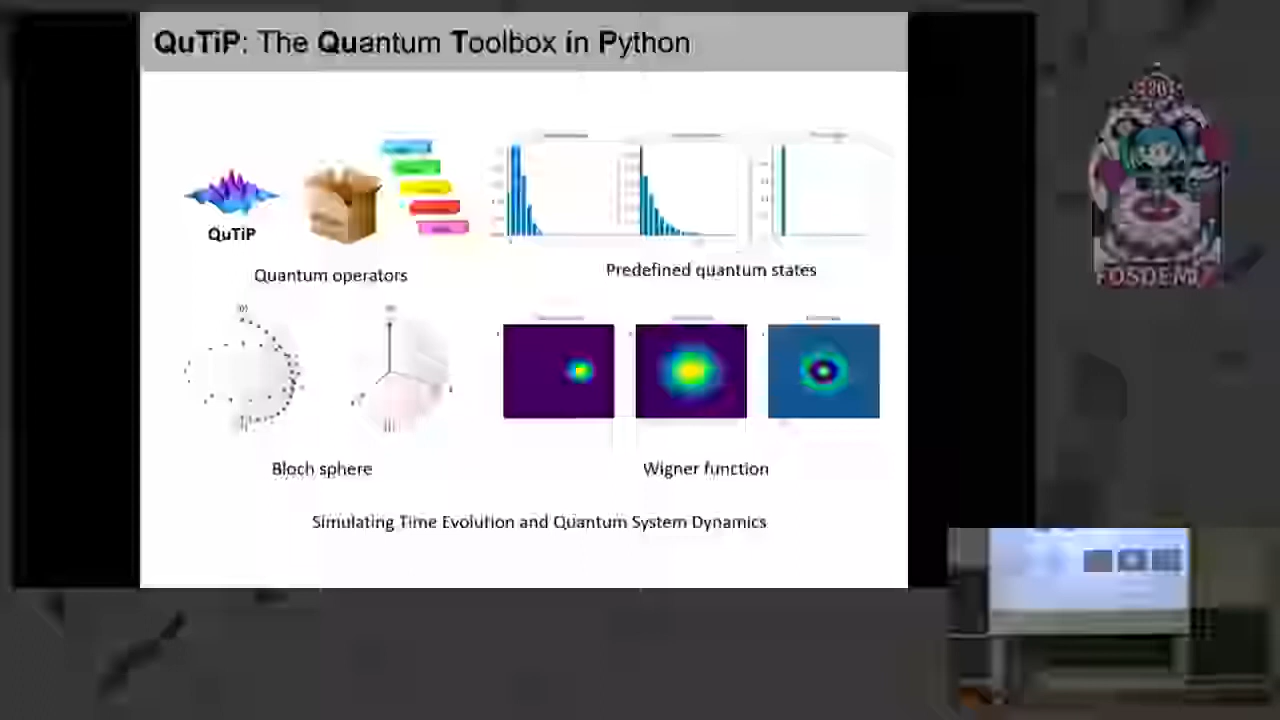 QuTiP: The Quantum Toolbox in Python
QuTiP
Quantum operators
Predefined quantum states
Bloch sphere
Wigner function
Simulating Time Evolution and Quantum System Dynamics
FOSDEM